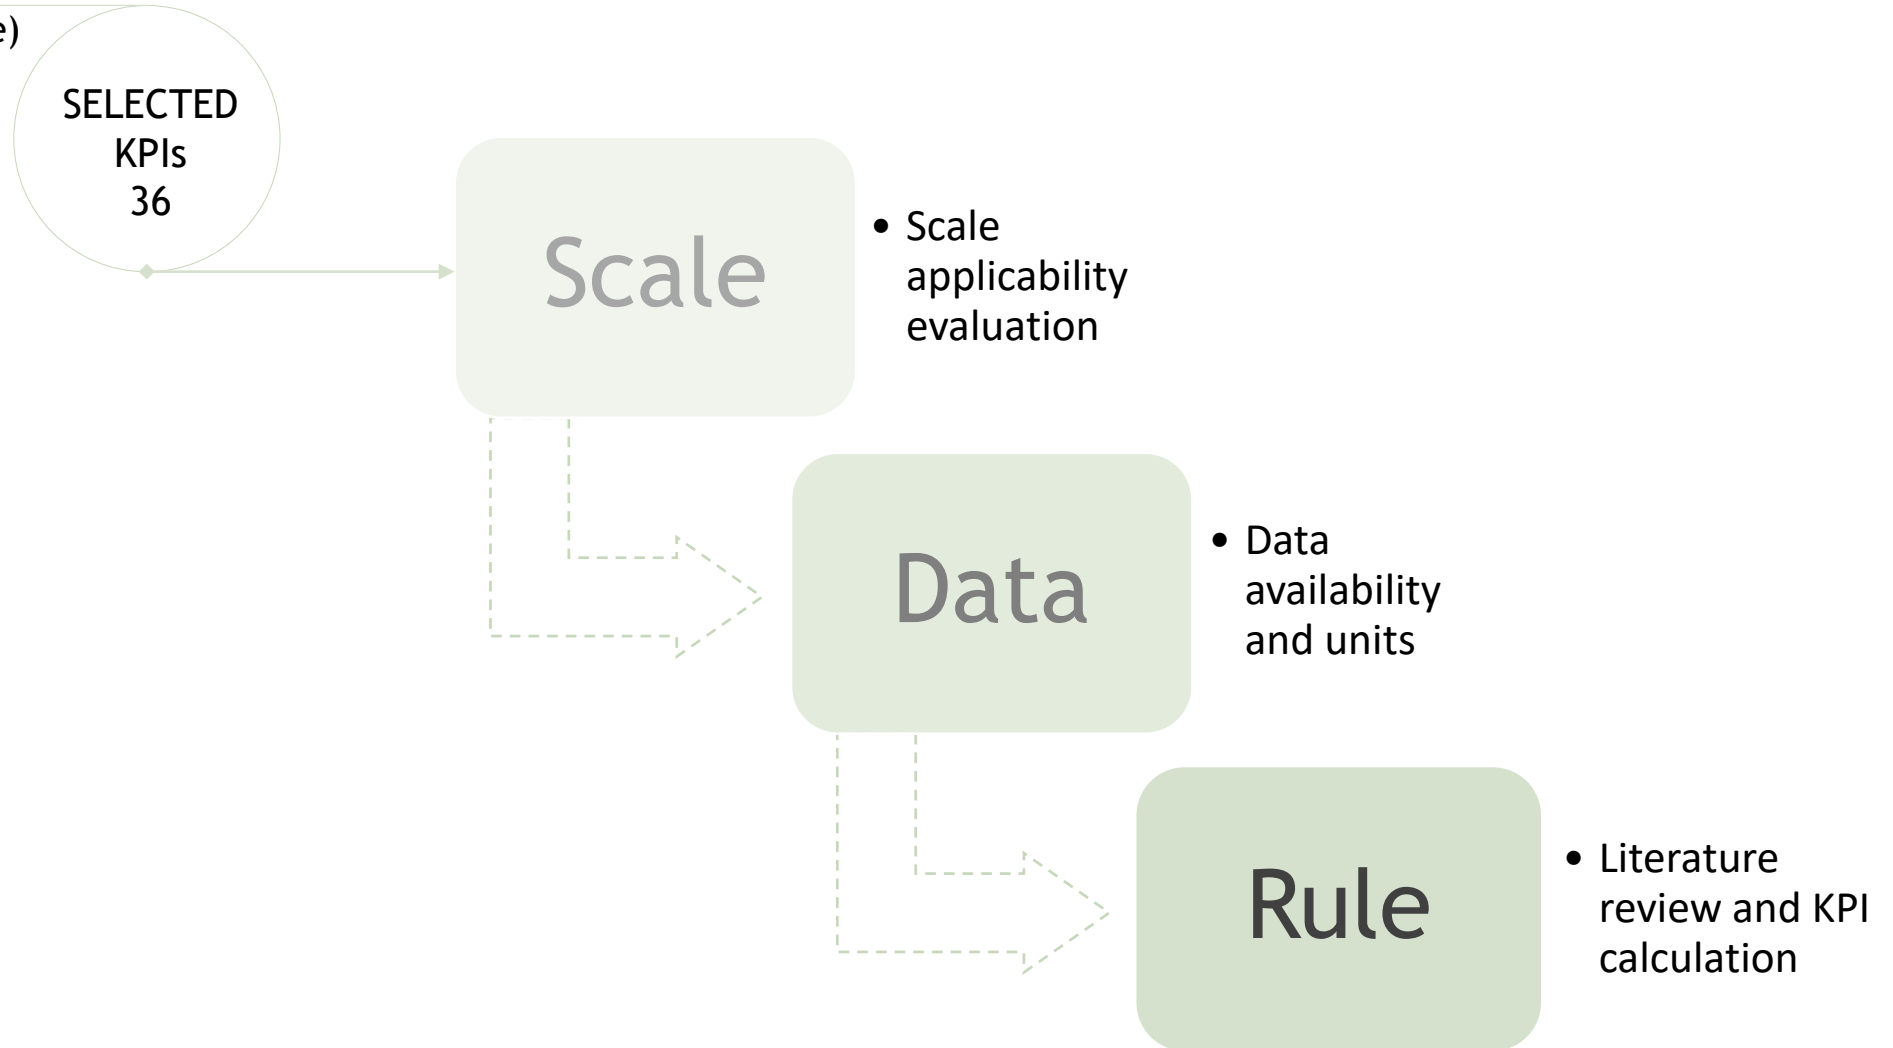 e)
SELECTED
KPIs
36
Scale
• Scale
applicability
evaluation
Data
• Data
availability
and units
Rule
• Literature
review and KPI
calculation